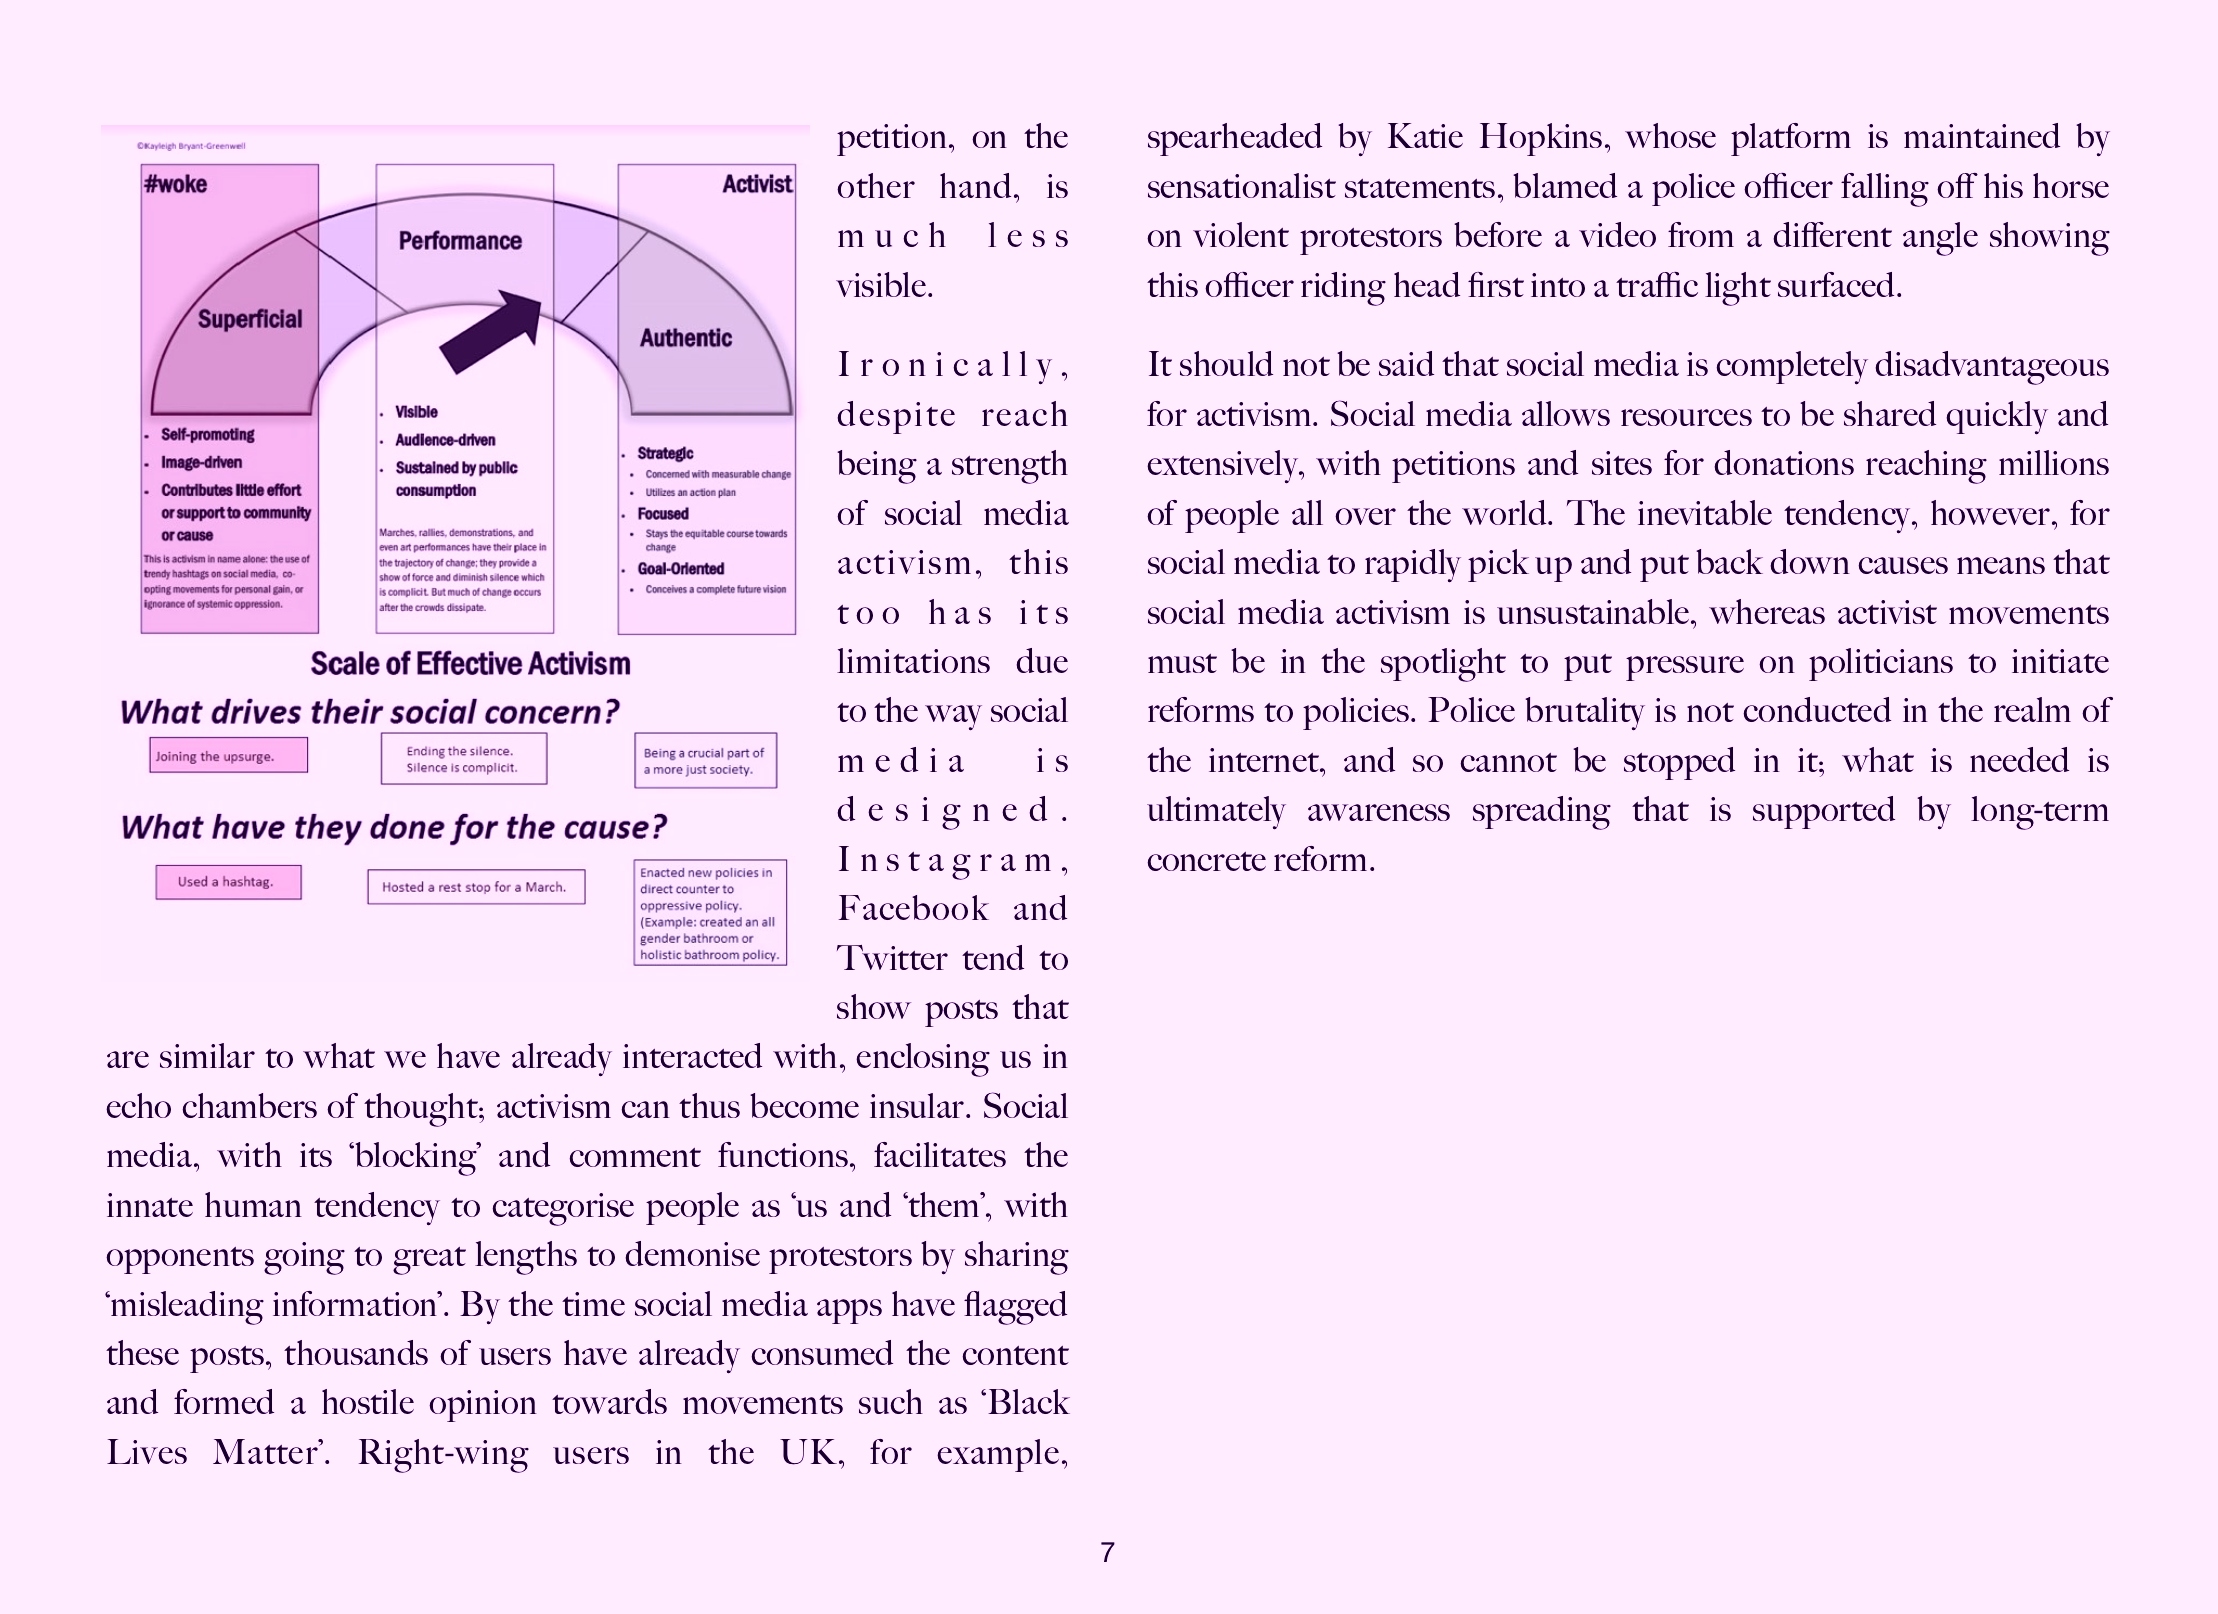 ©Kayleigh Bryant-Greenwell
#woke
Activist
Performance
Superficial
Authentic
• Self-promoting
• Image-driven
• Contributes little effort
or support to community
or cause
This is activism in name alone: the use of
trendy hashtags on social media, co-
opting movements for personal gain, or
ignorance of systemic oppression.
• Visible
• Audience-driven
• Sustained by public
consumption
Marches, rallies, demonstrations, and
even art performances have their place in
the trajectory of change; they provide a
show of force and diminish silence which
is complicit. But much of change occurs
after the crowds dissipate.
• Strategic
• Concerned with measurable change
• Utilizes an action plan
• Focused
• Stays the equitable course towards
change
• Goal-Oriented
• Conceives a complete future vision
Scale of Effective Activism
What drives their social concern?
Joining the upsurge.
Ending the silence.
Silence is complicit.
Being a crucial part of
a more just society.
What have they done for the cause?
Used a hashtag.
Hosted a rest stop for a March.
Enacted new policies in
direct counter to
oppressive policy.
(Example: created an all
gender bathroom or
holistic bathroom policy.
petition, on the
other hand, is
much less
visible.
Ironically,
despite reach
being a strength
of social media
activism, this
too has its
limitations due
to the way social
media is
designed.
Instagram,
Facebook and
Twitter tend to
show posts that
are similar to what we have already interacted with, enclosing us in
echo chambers of thought; activism can thus become insular. Social
media, with its ‘blocking’ and comment functions, facilitates the
innate human tendency to categorise people as ‘us and ‘them’, with
opponents going to great lengths to demonise protestors by sharing
‘misleading information’. By the time social media apps have flagged
these posts, thousands of users have already consumed the content
and formed a hostile opinion towards movements such as ‘Black
Lives Matter’. Right-wing users in the UK, for example,
spearheaded by Katie Hopkins, whose platform is maintained by
sensationalist statements, blamed a police officer falling off his horse
on violent protestors before a video from a different angle showing
this officer riding head first into a traffic light surfaced.
It should not be said that social media is completely disadvantageous
for activism. Social media allows resources to be shared quickly and
extensively, with petitions and sites for donations reaching millions
of people all over the world. The inevitable tendency, however, for
social media to rapidly pick up and put back down causes means that
social media activism is unsustainable, whereas activist movements
must be in the spotlight to put pressure on politicians to initiate
reforms to policies. Police brutality is not conducted in the realm of
the internet, and so cannot be stopped in it; what is needed is
ultimately awareness spreading that is supported by long-term
concrete reform.
7